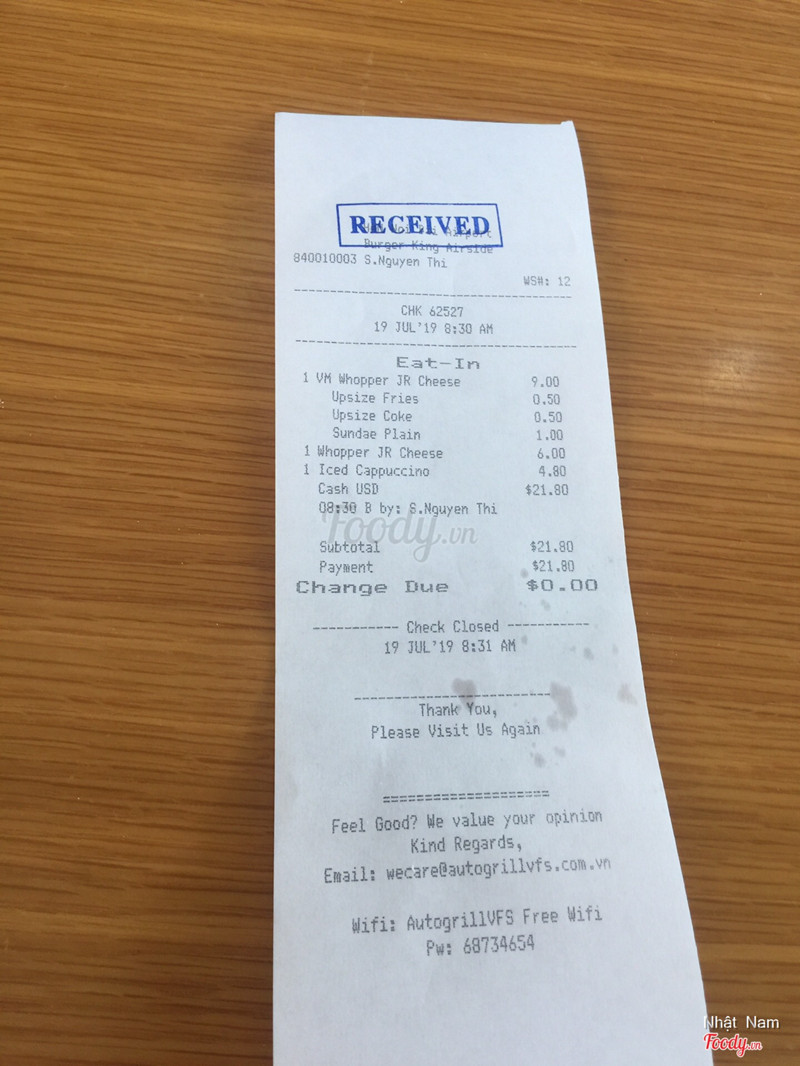 RECEIVED
Airport
Burger King Airside
840010003 S.Nguyen Thi
WS#: 12
CHK 62527
19 JUL'19 8:30 AM
Eat-In
1 VM Whopper JR Cheese 9.00
Upsize Fries 0.50
Upsize Coke 0.50
Sundae Plain 1.00
1 Whopper JR Cheese 6.00
1 Iced Cappuccino 4.80
Cash USD $21.80
08:30 B by: S.Nguyen Thi
Foody.vn
Subtotal $21.80
Payment $21.80
Change Due $0.00
----------- Check Closed -----------
19 JUL'19 8:31 AM
Thank You,
Please Visit Us Again
====================
Feel Good? We value your opinion
Kind Regards,
Email: wecare@autogrillvfs.com.vn
Wifi: AutogrillVFS Free Wifi
Pw: 68734654
Nhật Nam
Foody.vn